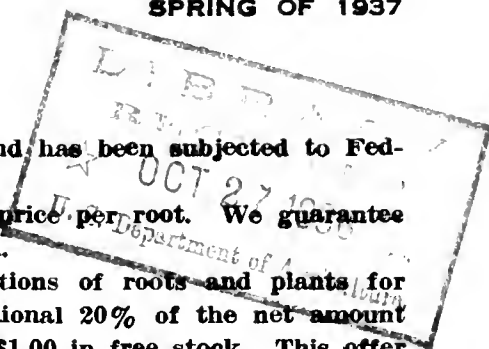 SPRING OF 1937
LIBRARY
nd has been subjected to Fed-
OCT 27 19
price per root. We guarantee
U. S. Department of Agriculture
tions of roots and plants for
ional 20% of the net amount
$1.00 in free stock. This offer